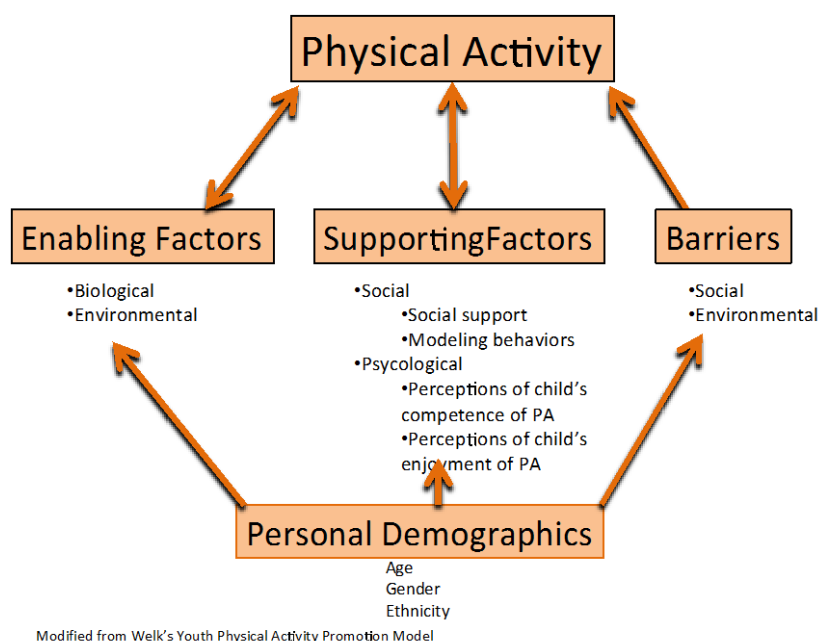 Physical Activity
Enabling Factors
•Biological
•Environmental
SupportingFactors
•Social
•Social support
•Modeling behaviors
•Psycological
•Perceptions of child's
competence of PA
•Perceptions of child's
enjoyment of PA
Barriers
•Social
•Environmental
Personal Demographics
Age
Gender
Ethnicity
Modified from Welk's Youth Physical Activity Promotion Model